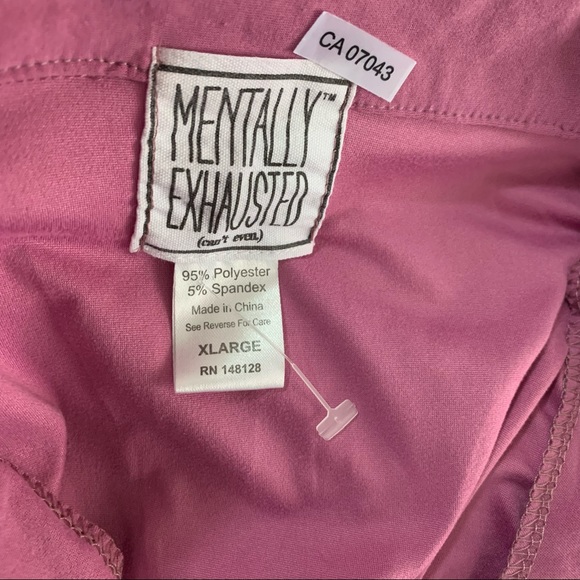 CA 07043
MENTALLY™
EXHAUSTED
(can't even.)
95% Polyester
5% Spandex
Made in China
See Reverse For Care
XLARGE
RN 148128